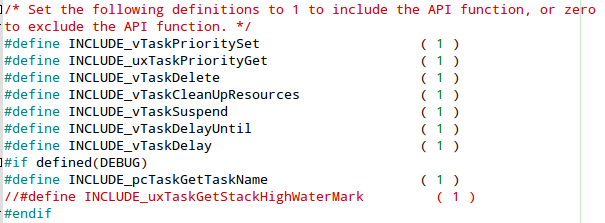 /* Set the following definitions to 1 to include the API function, or zero
to exclude the API function. */
#define INCLUDE_vTaskPrioritySet ( 1 )
#define INCLUDE_uxTaskPriorityGet ( 1 )
#define INCLUDE_vTaskDelete ( 1 )
#define INCLUDE_vTaskCleanUpResources ( 1 )
#define INCLUDE_vTaskSuspend ( 1 )
#define INCLUDE_vTaskDelayUntil ( 1 )
#define INCLUDE_vTaskDelay ( 1 )
#if defined(DEBUG)
#define INCLUDE_pcTaskGetTaskName ( 1 )
//#define INCLUDE_uxTaskGetStackHighWaterMark ( 1 )
#endif